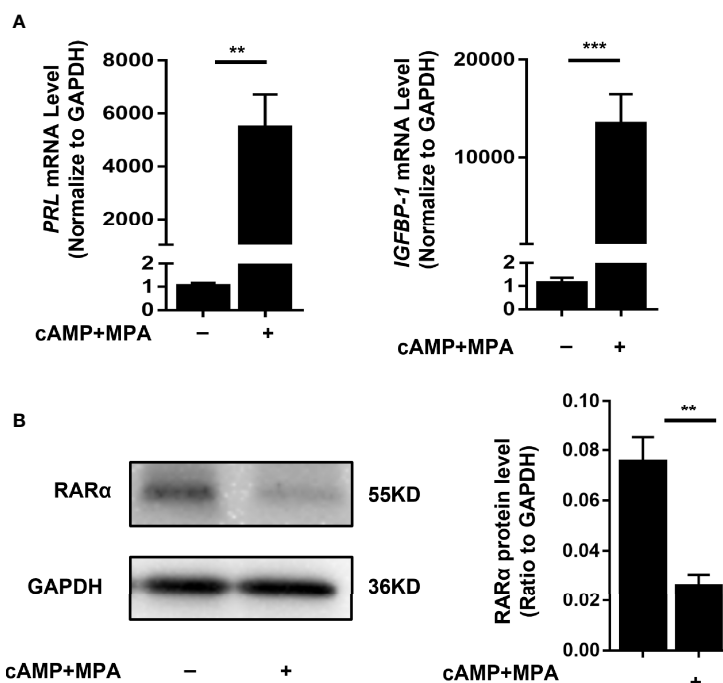 A
**
8000
6000
4000
2000
2
1
0
PRL mRNA Level
(Normalize to GAPDH)
cAMP+MPA
–
+
***
20000
10000
2
1
0
IGFBP-1 mRNA Level
(Normalize to GAPDH)
cAMP+MPA
–
+
B
RARα
55KD
GAPDH
36KD
cAMP+MPA
–
+
**
0.10
0.08
0.06
0.04
0.02
0.00
RARα protein level
(Ratio to GAPDH)
cAMP+MPA
+